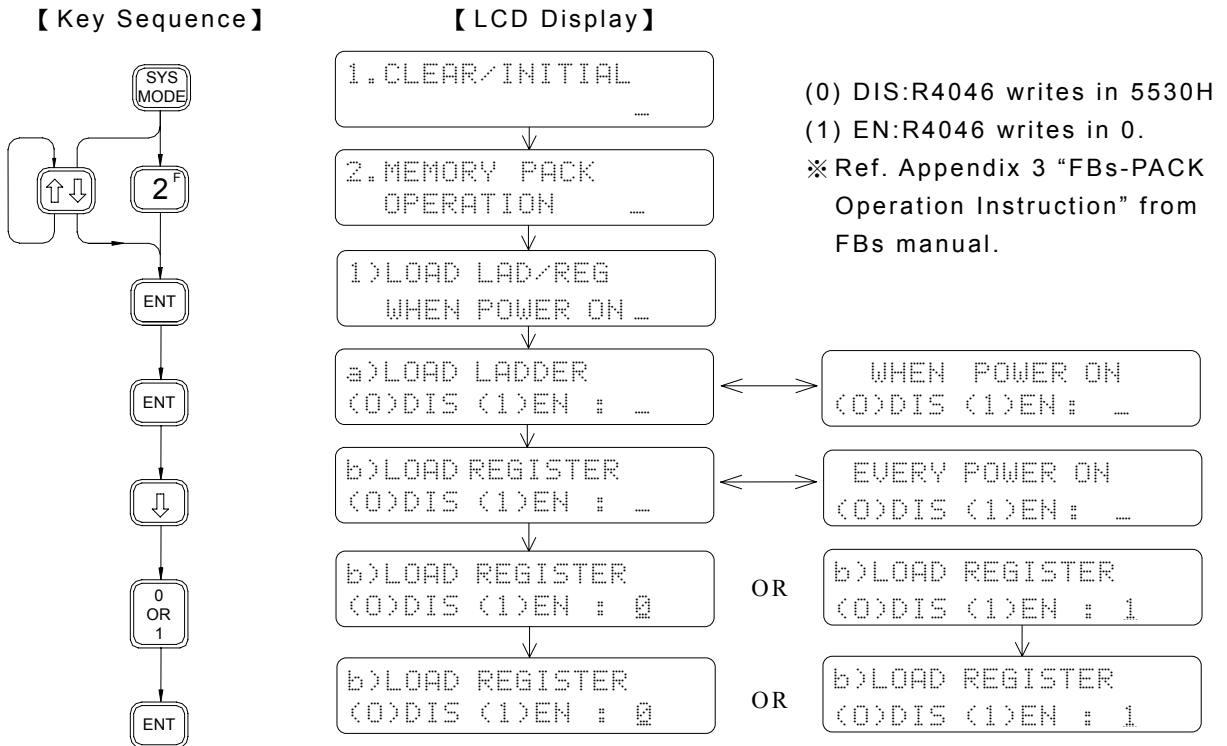 【Key Sequence】
【LCD Display】
SYS
MODE
⇧⇩
2 F
ENT
ENT
⇩
0
OR
1
ENT
1.CLEAR/INITIAL
_
2.MEMORY PACK
OPERATION _
1)LOAD LAD/REG
WHEN POWER ON _
a)LOAD LADDER
(0)DIS (1)EN : _
WHEN POWER ON
(0)DIS (1)EN : _
b)LOAD REGISTER
(0)DIS (1)EN : _
EVERY POWER ON
(0)DIS (1)EN : _
b)LOAD REGISTER
(0)DIS (1)EN : 0
OR
b)LOAD REGISTER
(0)DIS (1)EN : 1
b)LOAD REGISTER
(0)DIS (1)EN : 0
OR
b)LOAD REGISTER
(0)DIS (1)EN : 1
(0) DIS:R4046 writes in 5530H
(1) EN:R4046 writes in 0.
※ Ref. Appendix 3 “FBs-PACK
Operation Instruction” from
FBs manual.